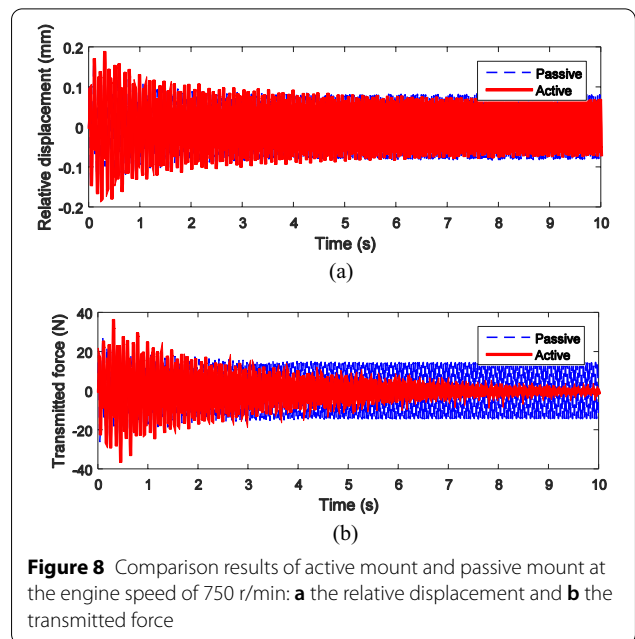 0.2
0.1
0
-0.1
-0.2
Relative displacement (mm)
Passive
Active
0 1 2 3 4 5 6 7 8 9 10
Time (s)
(a)
40
20
0
-20
-40
Transmitted force (N)
Passive
Active
0 1 2 3 4 5 6 7 8 9 10
Time (s)
(b)
Figure 8 Comparison results of active mount and passive mount at
the engine speed of 750 r/min: a the relative displacement and b the
transmitted force